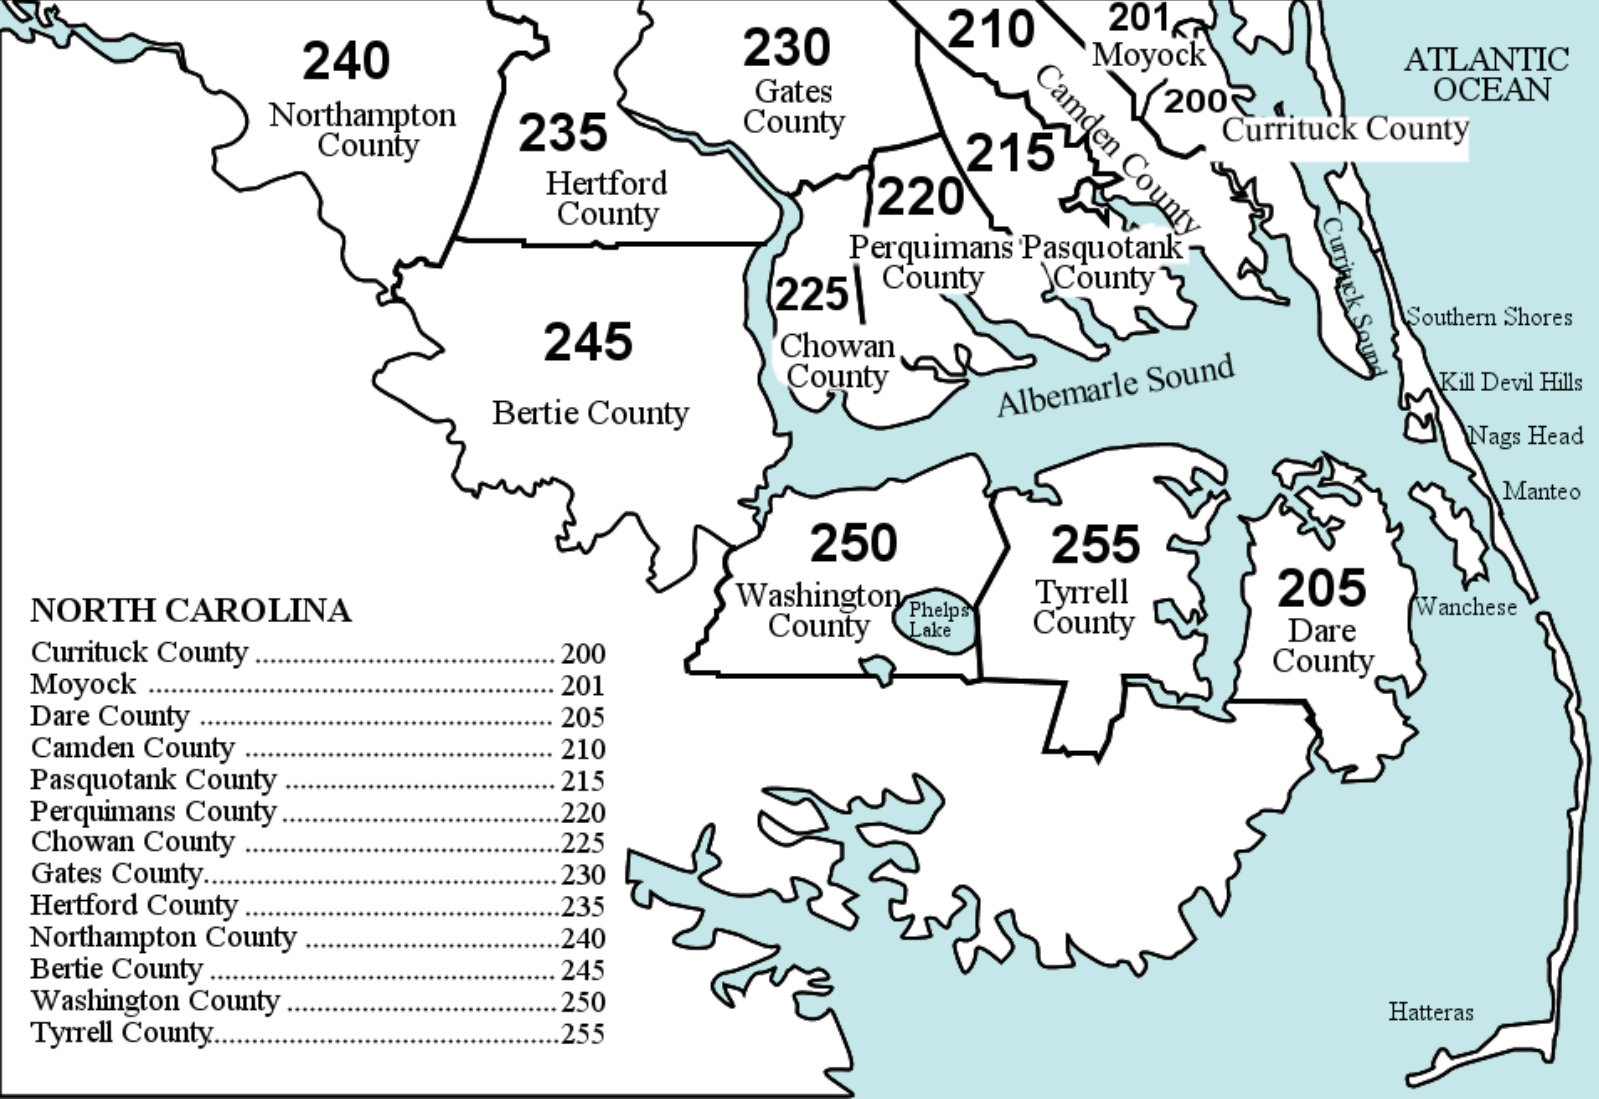 240
Northampton
County
235
Hertford
County
230
Gates
County
210
Camden County
201
Moyock
200
Currituck County
ATLANTIC
OCEAN
215
Pasquotank
County
220
Perquimans
County
225
Chowan
County
245
Bertie County
Currituck Sound
Albemarle Sound
Southern Shores
Kill Devil Hills
Nags Head
Manteo
Wanchese
Hatteras
250
Washington
County
Phelps
Lake
255
Tyrrell
County
205
Dare
County
NORTH CAROLINA
Currituck County ........................................ 200
Moyock ...................................................... 201
Dare County ............................................... 205
Camden County ......................................... 210
Pasquotank County .................................... 215
Perquimans County .................................... 220
Chowan County ..........................................225
Gates County............................................... 230
Hertford County ..........................................235
Northampton County ..................................240
Bertie County .............................................. 245
Washington County .................................... 250
Tyrrell County..............................................255